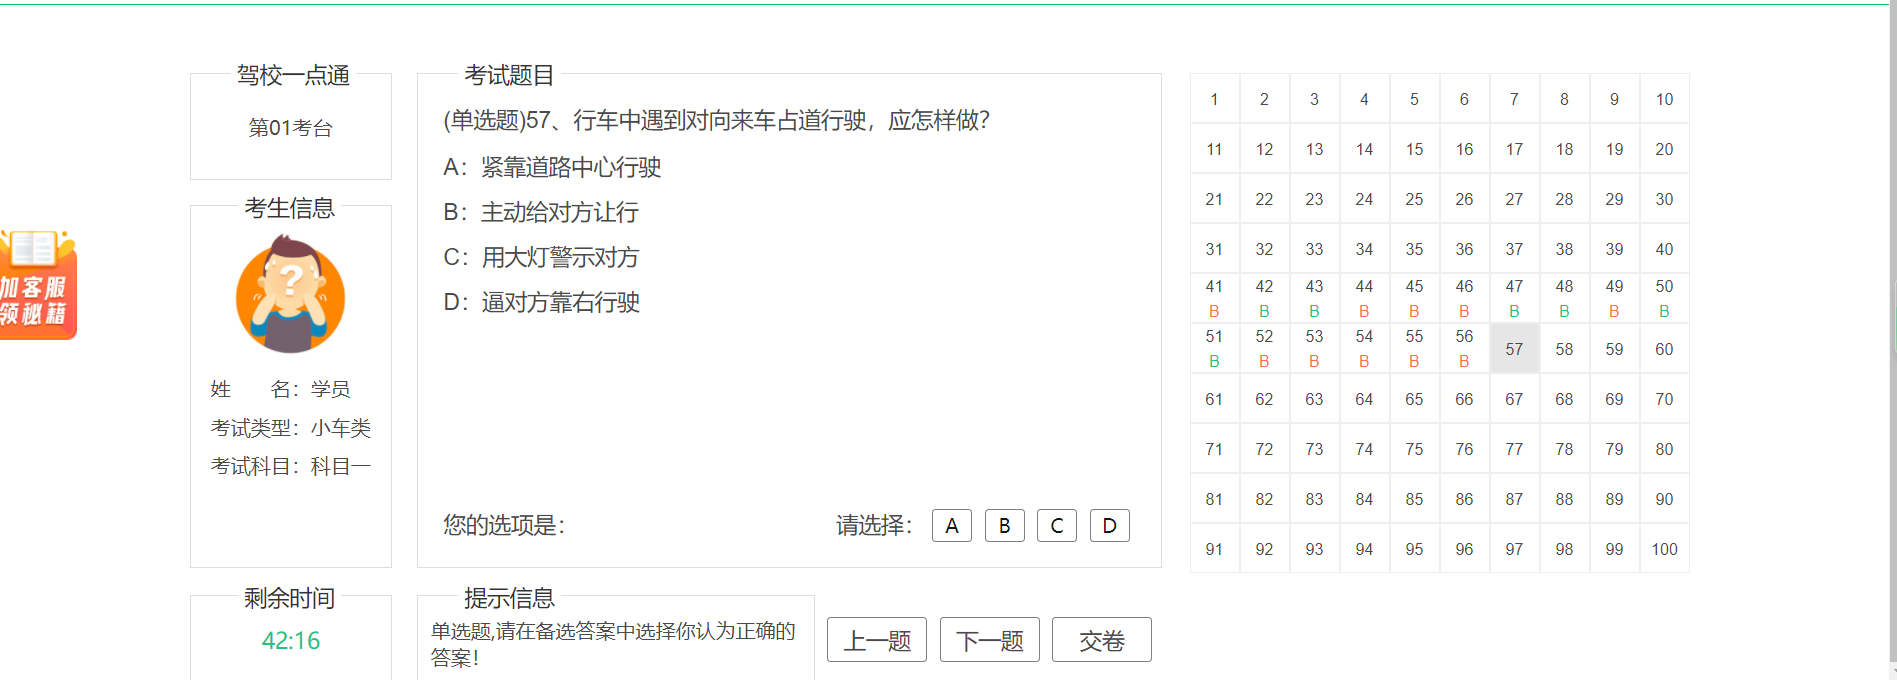 驾校一点通
第01考台
考生信息
?
姓 名：学员
考试类型：小车类
考试科目：科目一
剩余时间
42:16
加客服
领秘籍
考试题目
(单选题)57、行车中遇到对向来车占道行驶，应怎样做？
A：紧靠道路中心行驶
B：主动给对方让行
C：用大灯警示对方
D：逼对方靠右行驶
您的选项是：
请选择： A B C D
提示信息
单选题,请在备选答案中选择你认为正确的
答案！
上一题 下一题 交卷
1 2 3 4 5 6 7 8 9 10
11 12 13 14 15 16 17 18 19 20
21 22 23 24 25 26 27 28 29 30
31 32 33 34 35 36 37 38 39 40
41 42 43 44 45 46 47 48 49 50
B B B B B B B B B B
51 52 53 54 55 56 57 58 59 60
B B B B B B
61 62 63 64 65 66 67 68 69 70
71 72 73 74 75 76 77 78 79 80
81 82 83 84 85 86 87 88 89 90
91 92 93 94 95 96 97 98 99 100